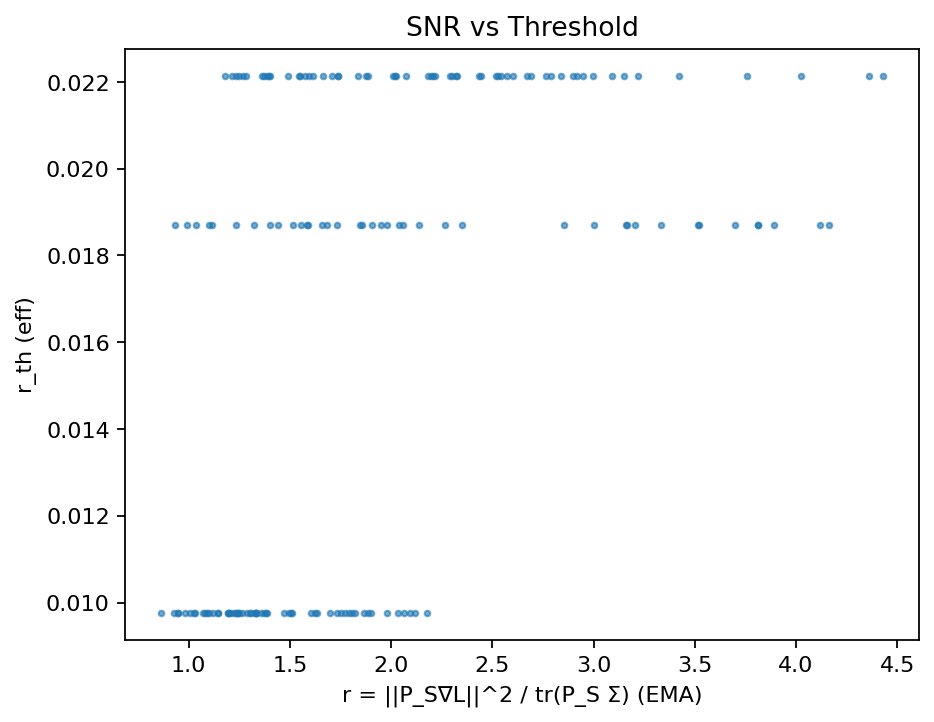 SNR vs Threshold
0.022
0.020
0.018
0.016
0.014
0.012
0.010
r_th (eff)
1.0 1.5 2.0 2.5 3.0 3.5 4.0 4.5
r = ||P_S∇L||^2 / tr(P_S Σ) (EMA)